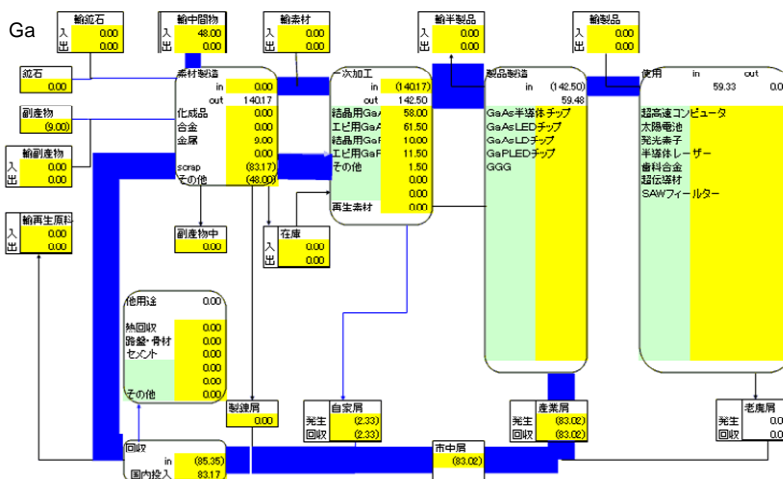 Ga
輸鉱石
入 0.00
出 0.00
輸中間物
入 48.00
出 0.00
輸素材
入 0.00
出 0.00
輸半製品
入 0.00
出 0.00
輸製品
入 0.00
出 0.00
鉱石
0.00
副産物
(9.00)
輸副産物
入 0.00
出 0.00
輸再生原料
入 0.00
出 0.00
素材製造
in 0.00
out 140.17
化成品 0.00
合金 0.00
金属 9.00
0.00
scrap (83.17)
その他 (48.00)
一次加工
in (140.17)
out 142.50
結晶用GaA 58.00
エピ用GaA 61.50
結晶用GaF 10.00
エピ用GaF 11.50
その他 1.50
0.00
0.00
再生素材 0.00
製品製造
in (142.50)
out 59.48
GaAs半導体チップ
GaAsLEDチップ
GaAsLDチップ
GaPLEDチップ
GGG
使用 in out
59.33 0.0
超高速コンピュータ
太陽電池
発光素子
半導体レーザー
歯科合金
超伝導材
SAWフィールター
副産物中
0.00
在庫
入 0.00
出 0.00
他用途 0.00
熱回収 0.00
路盤・骨材 0.00
セメント 0.00
0.00
0.00
その他 0.00
製錬屑
0.00
自家屑
発生 (2.33)
回収 (2.33)
産業屑
発生 (83.02)
回収 (83.02)
老廃屑
発生 0.0
回収 0.0
回収
in (85.35)
国内投入 83.17
市中屑
(83.02)